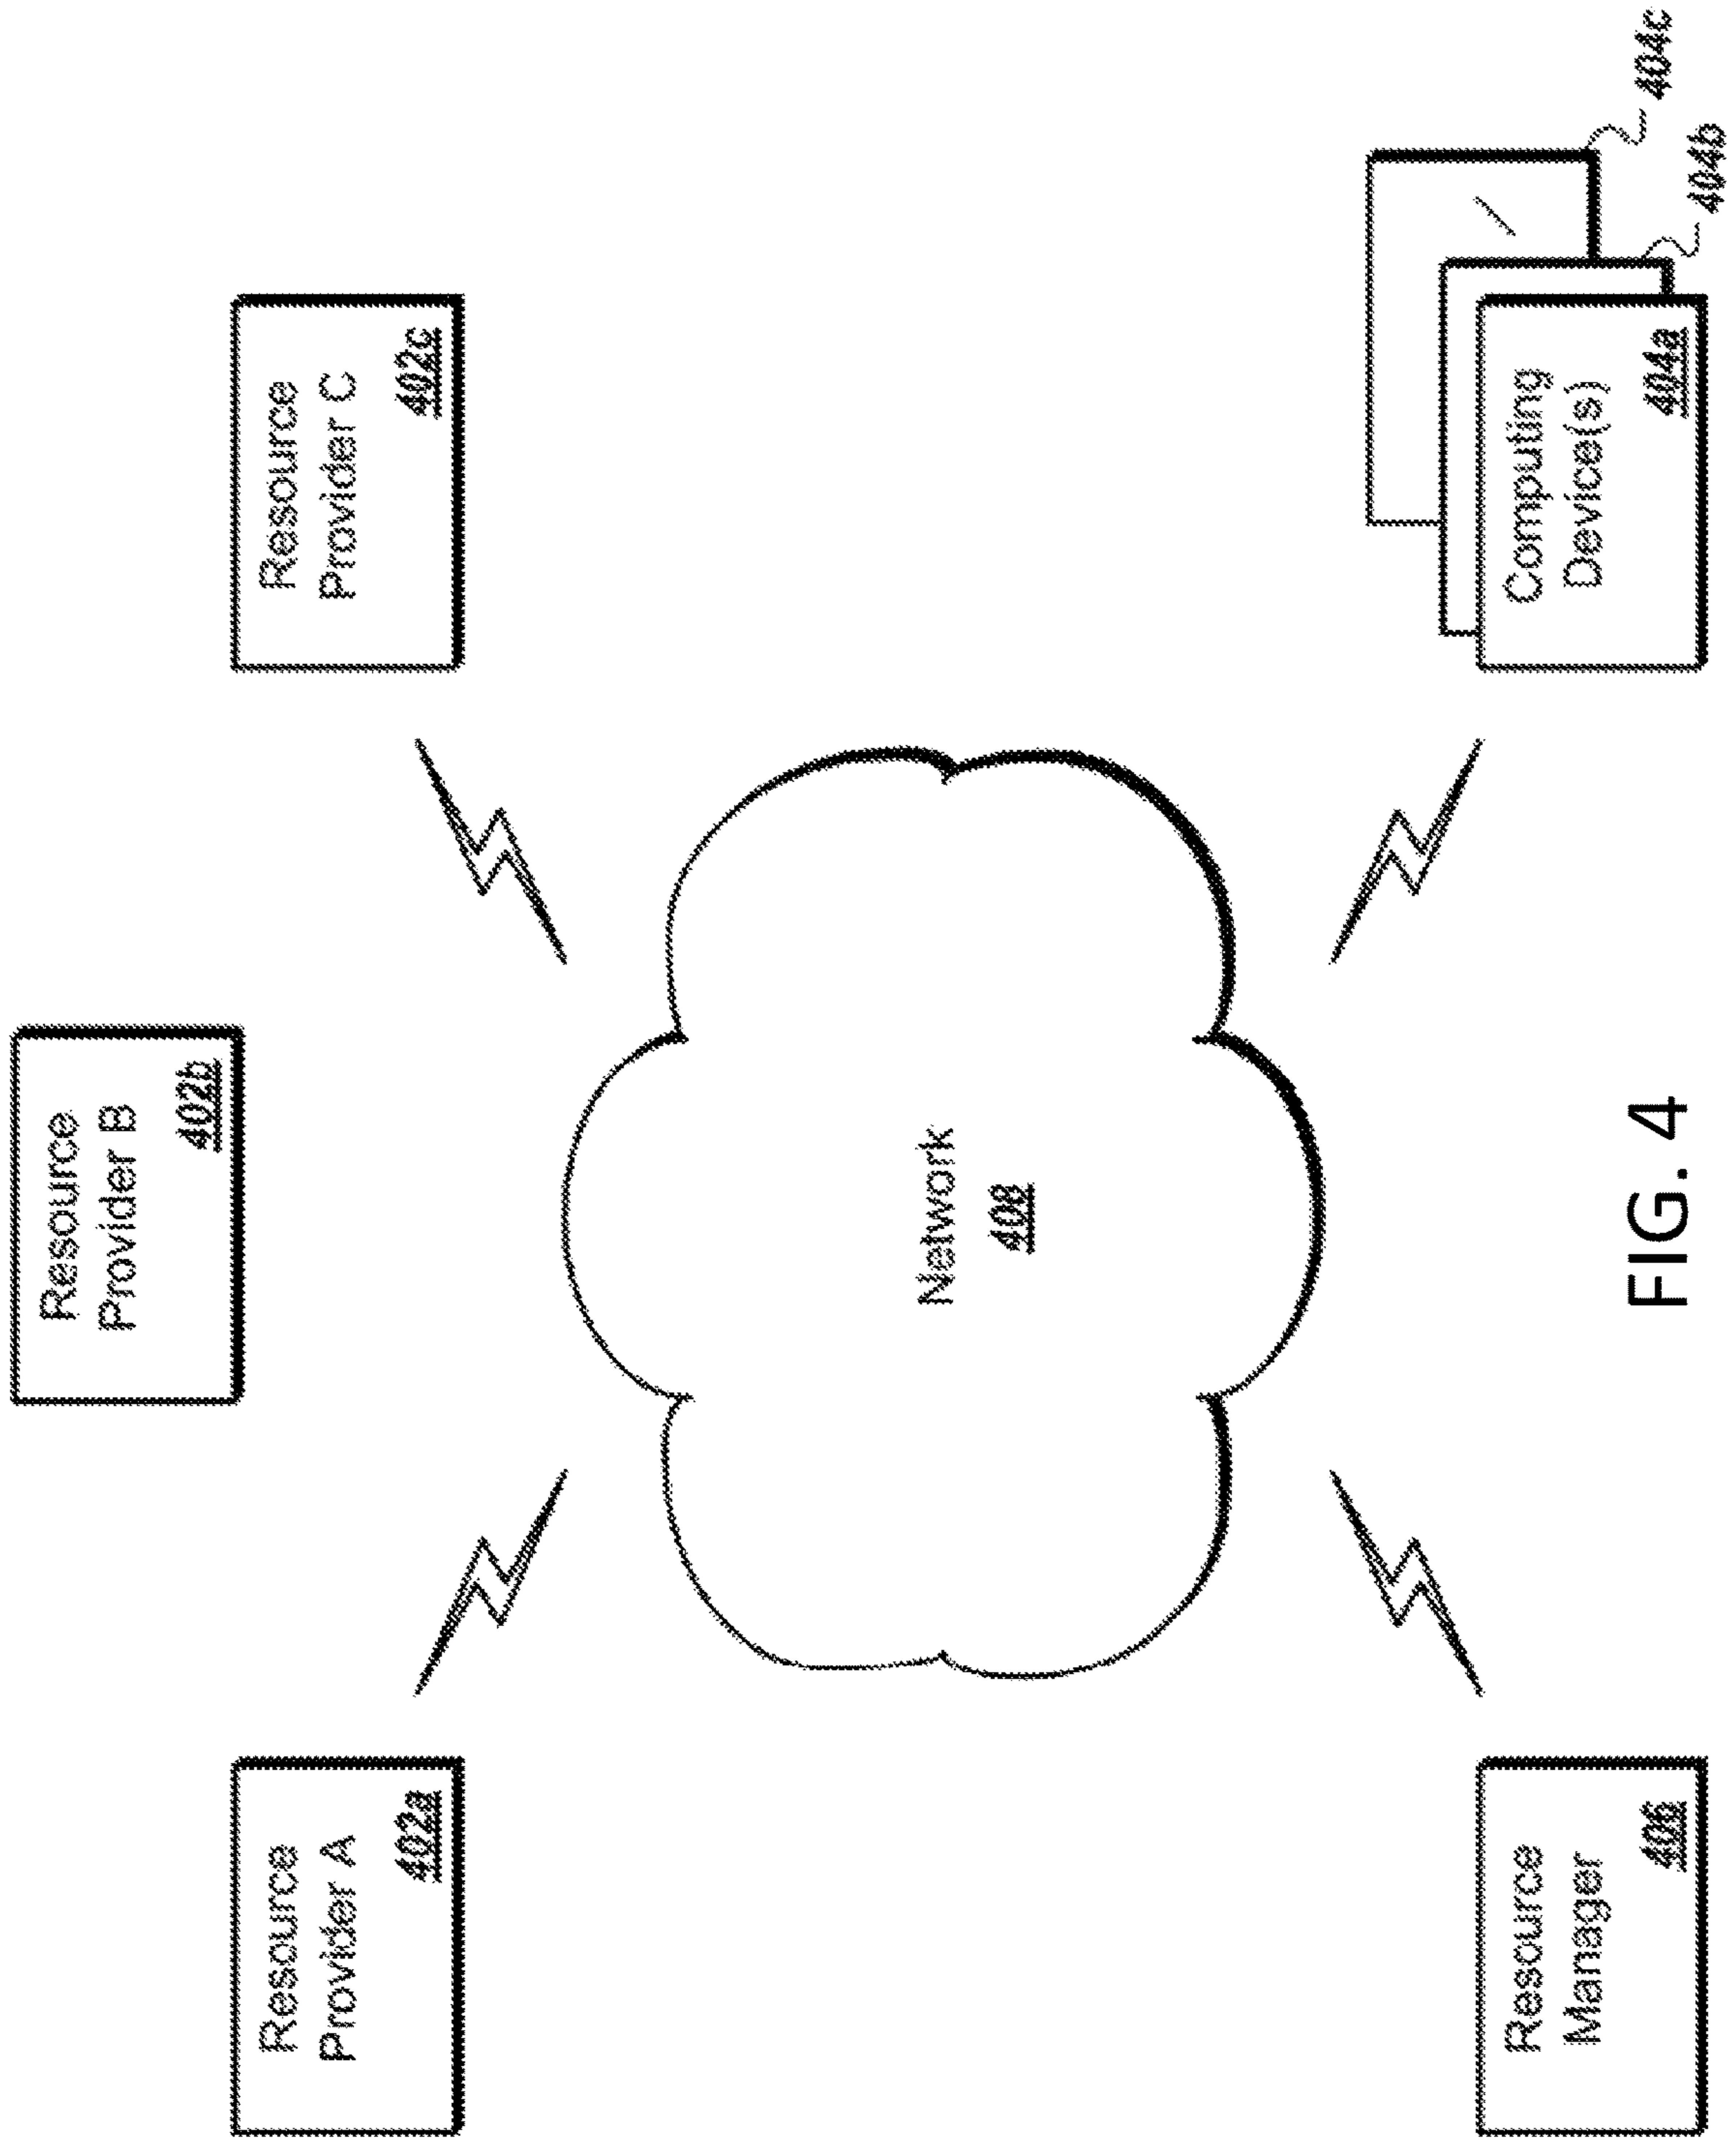 Resource
Provider B
402b
Resource
Provider A
402a
Resource
Provider C
402c
Network
408
Resource
Manager
406
Computing
Device(s)
404a
404b
404c
FIG. 4